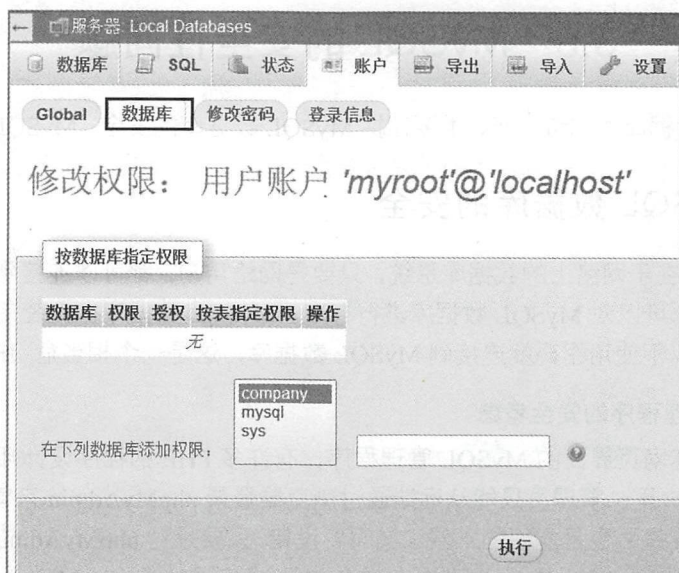 ← 服务器: Local Databases
数据库 SQL 状态 账户 导出 导入 设置
Global 数据库 修改密码 登录信息
修改权限： 用户账户 'myroot'@'localhost'
按数据库指定权限
数据库 权限 授权 按表指定权限 操作
无
company
mysql
sys
在下列数据库添加权限：
执行